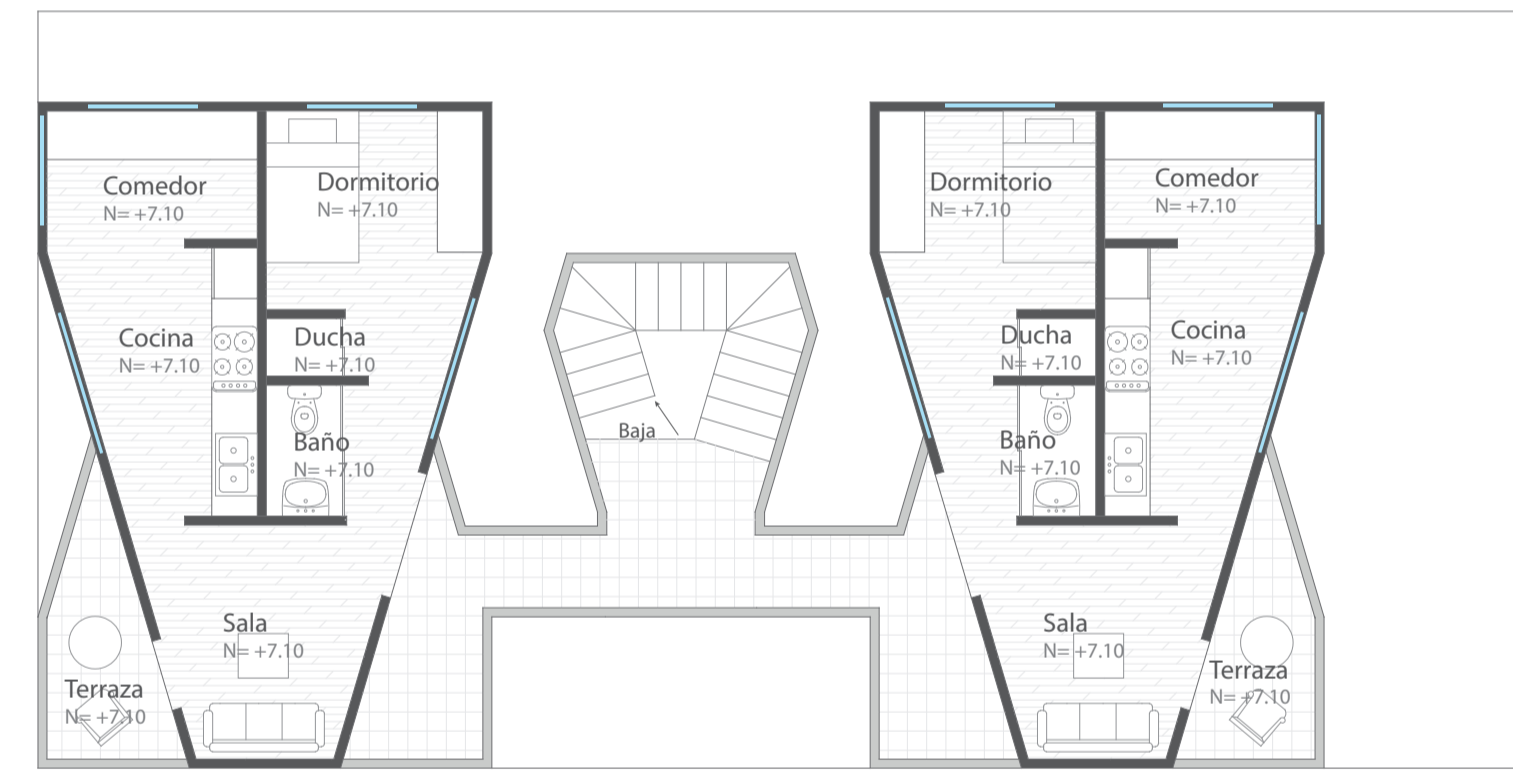 Comedor
N= +7.10
Dormitorio
N= +7.10
Dormitorio
N= +7.10
Comedor
N= +7.10
Cocina
N= +7.10
Ducha
N= +7.10
Ducha
N= +7.10
Cocina
N= +7.10
Baño
N= +7.10
Baja
Baño
N= +7.10
Sala
N= +7.10
Sala
N= +7.10
Terraza
N= +7.10
Terraza
N= +7.10